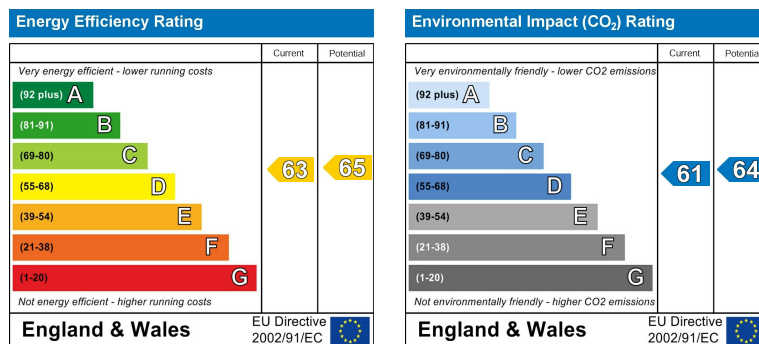 Energy Efficiency Rating
Current Potential
Very energy efficient - lower running costs
(92 plus) A
(81-91) B
(69-80) C
(55-68) D
(39-54) E
(21-38) F
(1-20) G
63 65
Not energy efficient - higher running costs
England & Wales
EU Directive
2002/91/EC
Environmental Impact (CO₂) Rating
Current Potentia
Very environmentally friendly - lower CO2 emissions
(92 plus) A
(81-91) B
(69-80) C
(55-68) D
(39-54) E
(21-38) F
(1-20) G
61 64
Not environmentally friendly - higher CO2 emissions
England & Wales
EU Directive
2002/91/EC